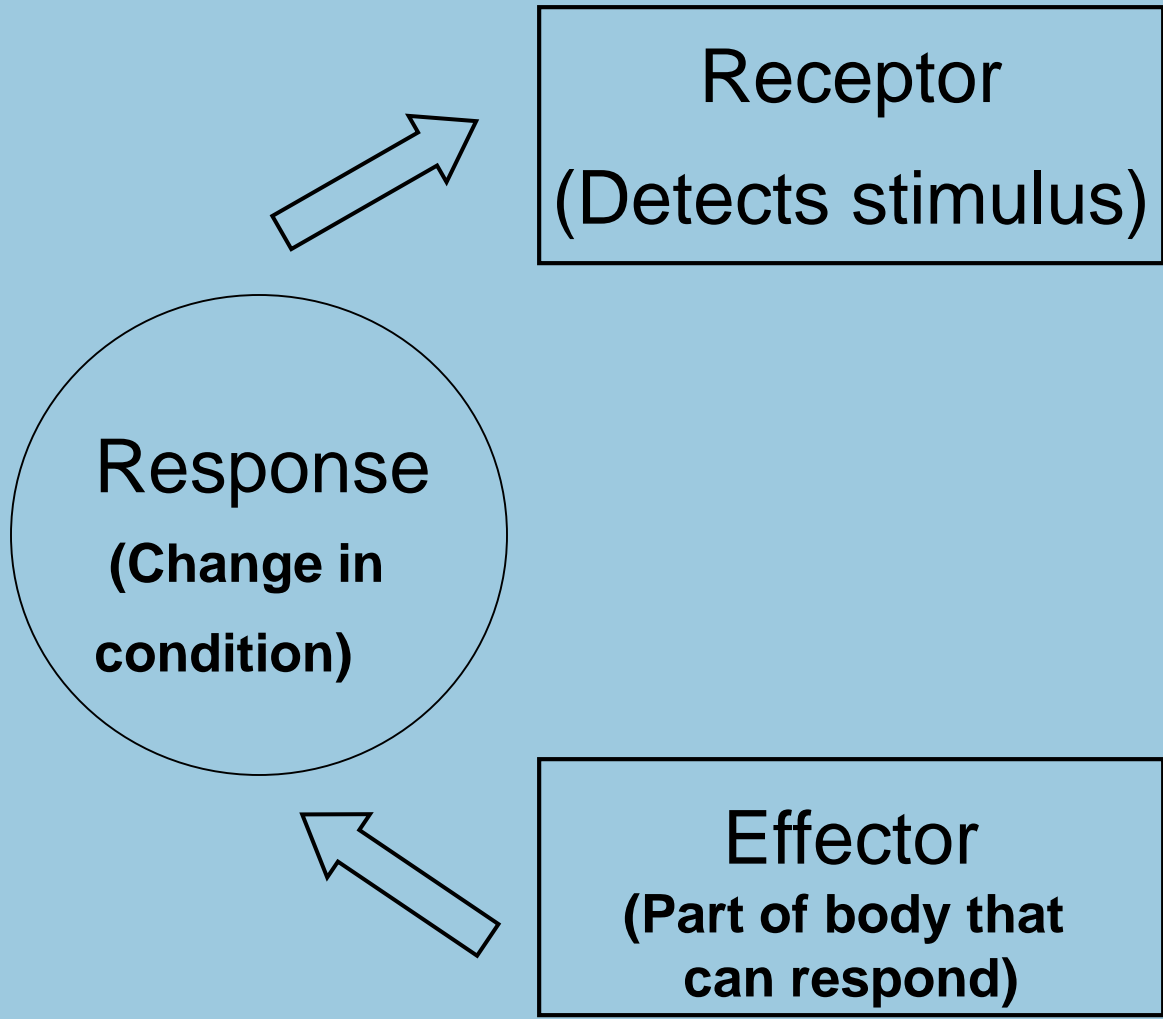 Receptor
(Detects stimulus)
Response
(Change in
condition)
Effector
(Part of body that
can respond)